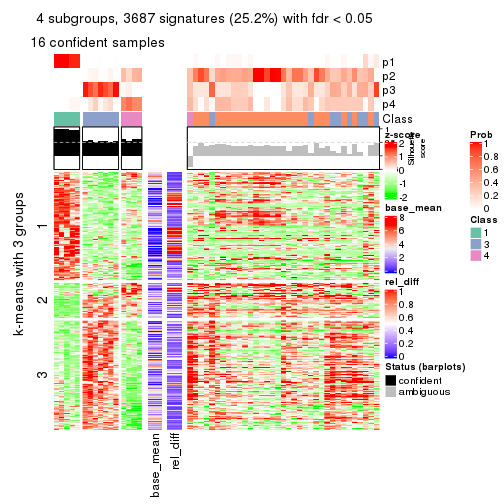 4 subgroups, 3687 signatures (25.2%) with fdr < 0.05
16 confident samples
p1
p2
p3
p4
Class
z-score
2
1
0
-1
-2
Silhouette
score
1
0
base_mean
8
6
4
2
0
rel_diff
1
0.8
0.6
0.4
0.2
0
Status (barplots)
confident
ambiguous
Prob
1
0.8
0.6
0.4
0.2
0
Class
1
3
4
k-means with 3 groups
1
2
3
base_mean
rel_diff